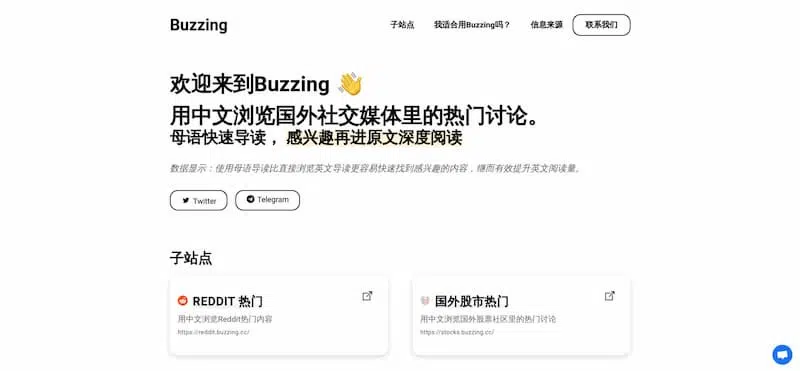 Buzzing
子站点
我适合用Buzzing吗？
信息来源
联系我们
欢迎来到Buzzing 👋
用中文浏览国外社交媒体里的热门讨论。
母语快速导读， 感兴趣再进原文深度阅读
数据显示：使用母语导读比直接浏览英文导读更容易快速找到感兴趣的内容，继而有效提升英文阅读量。
Twitter
Telegram
子站点
REDDIT 热门
用中文浏览Reddit热门内容
https://reddit.buzzing.cc/
国外股市热门
用中文浏览国外股票社区里的热门讨论
https://stocks.buzzing.cc/